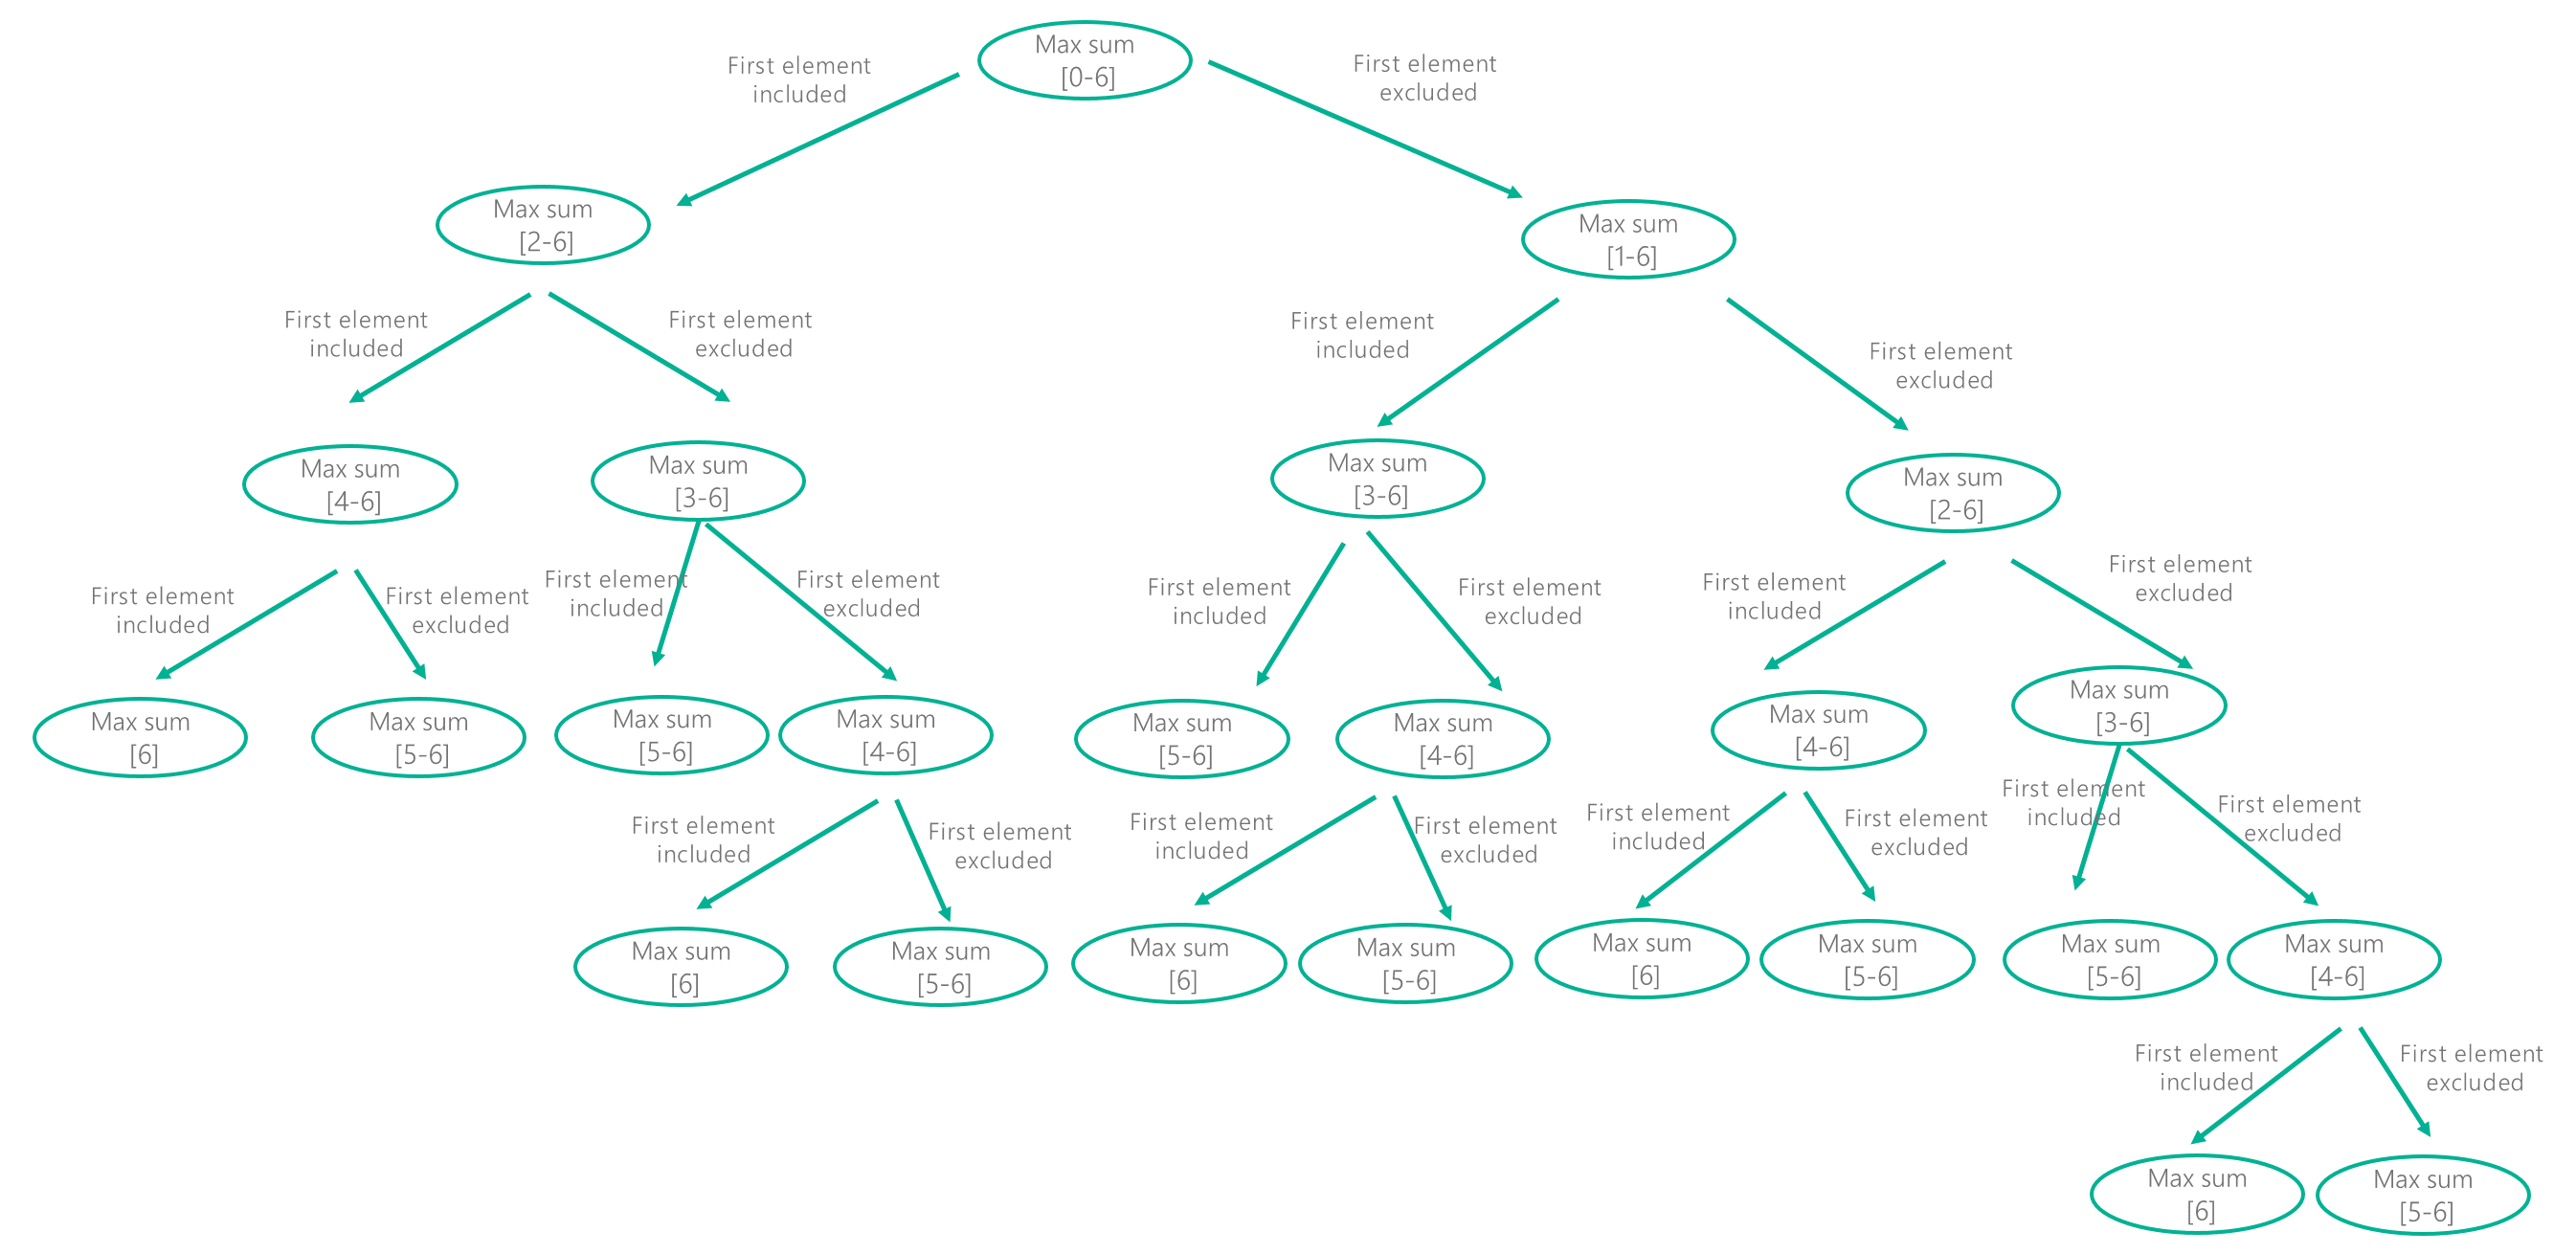 Max sum
[0-6]
First element
included
First element
excluded
Max sum
[2-6]
Max sum
[1-6]
First element
included
First element
excluded
First element
included
First element
excluded
Max sum
[4-6]
Max sum
[3-6]
Max sum
[3-6]
Max sum
[2-6]
First element
included
First element
excluded
First element
included
First element
excluded
First element
included
First element
excluded
First element
included
First element
excluded
Max sum
[6]
Max sum
[5-6]
Max sum
[5-6]
Max sum
[4-6]
Max sum
[5-6]
Max sum
[4-6]
Max sum
[4-6]
Max sum
[3-6]
First element
included
First element
excluded
First element
included
First element
excluded
First element
included
First element
excluded
First element
included
First element
excluded
Max sum
[6]
Max sum
[5-6]
Max sum
[6]
Max sum
[5-6]
Max sum
[6]
Max sum
[5-6]
Max sum
[5-6]
Max sum
[4-6]
First element
included
First element
excluded
Max sum
[6]
Max sum
[5-6]